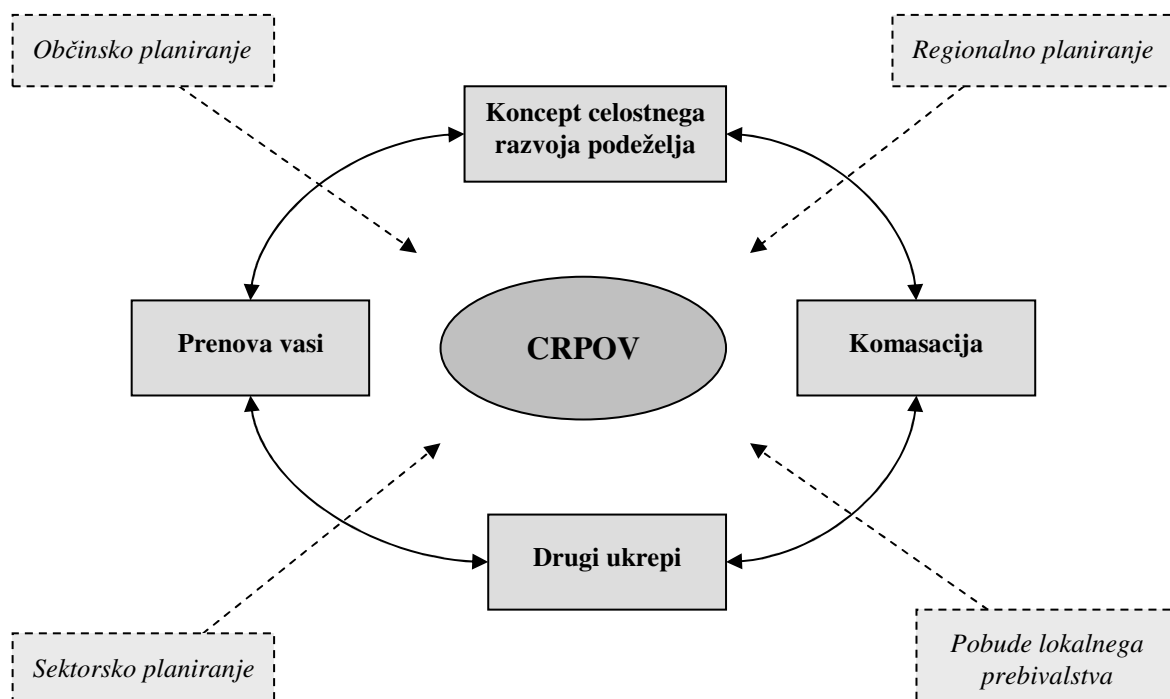 Občinsko planiranje
Regionalno planiranje
Koncept celostnega
razvoja podeželja
Prenova vasi
CRPOV
Komasacija
Drugi ukrepi
Sektorsko planiranje
Pobude lokalnega
prebivalstva